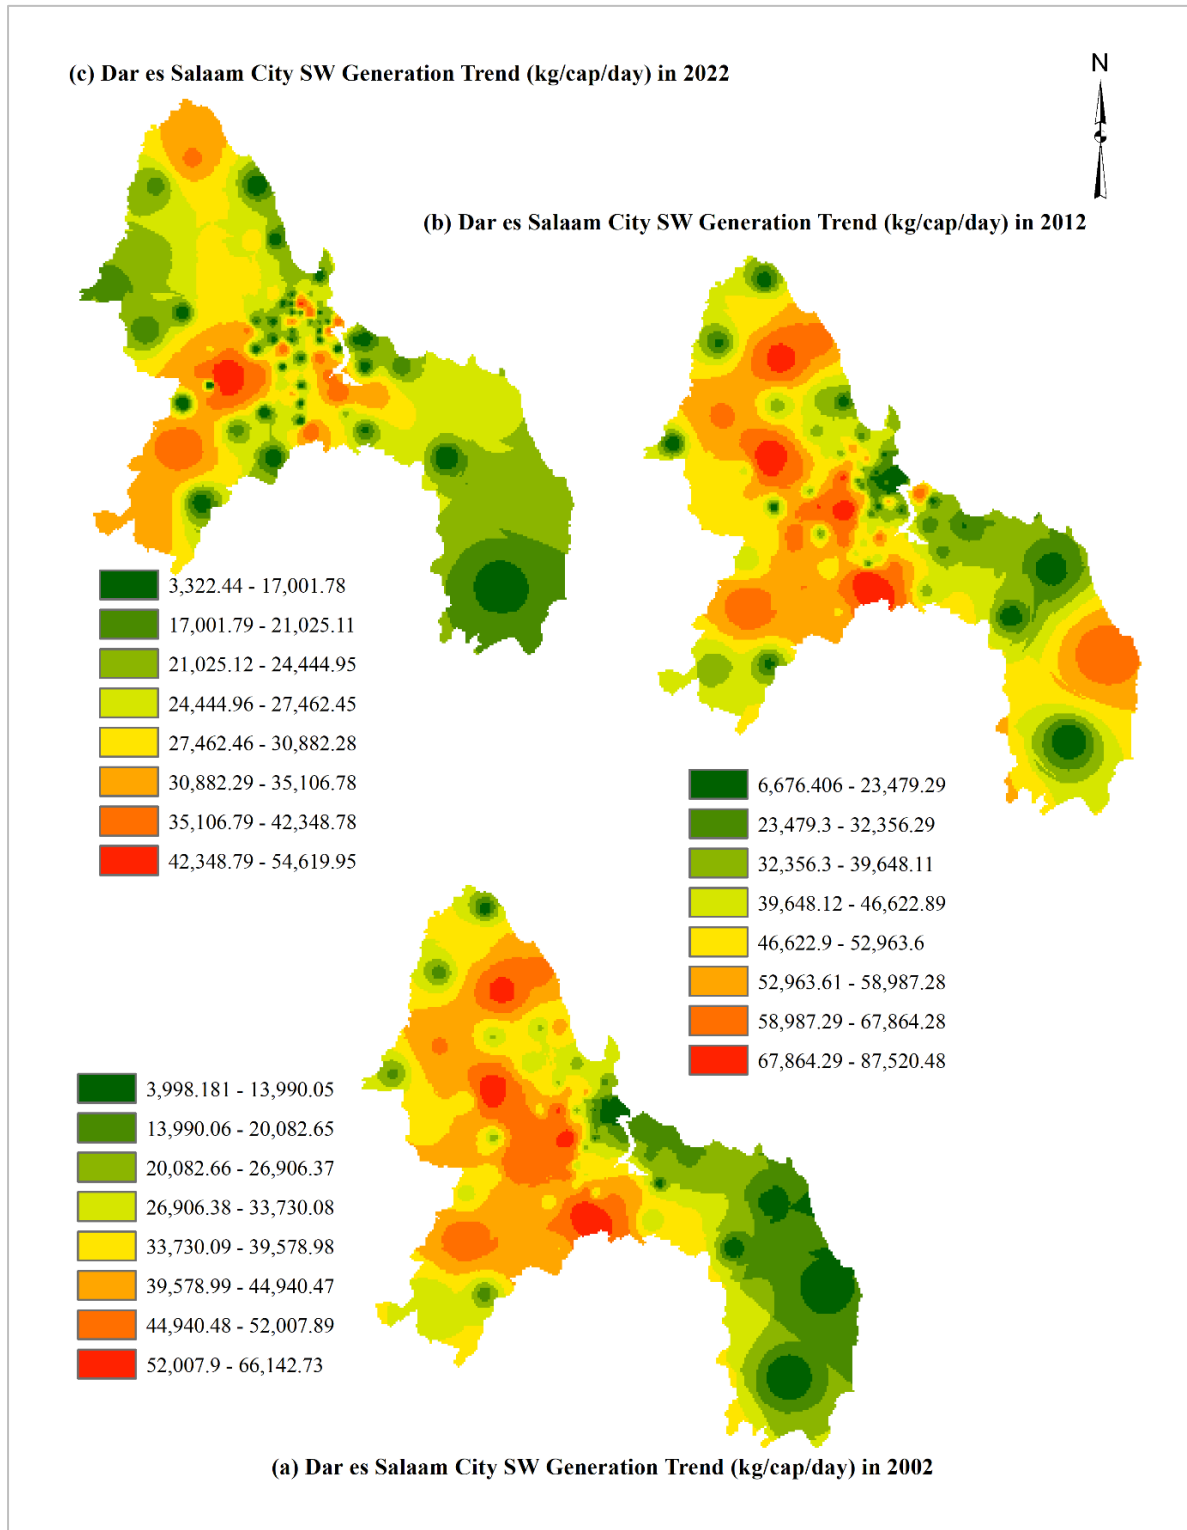 (c) Dar es Salaam City SW Generation Trend (kg/cap/day) in 2022
N
(b) Dar es Salaam City SW Generation Trend (kg/cap/day) in 2012
3,322.44 - 17,001.78
17,001.79 - 21,025.11
21,025.12 - 24,444.95
24,444.96 - 27,462.45
27,462.46 - 30,882.28
30,882.29 - 35,106.78
35,106.79 - 42,348.78
42,348.79 - 54,619.95
6,676.406 - 23,479.29
23,479.3 - 32,356.29
32,356.3 - 39,648.11
39,648.12 - 46,622.89
46,622.9 - 52,963.6
52,963.61 - 58,987.28
58,987.29 - 67,864.28
67,864.29 - 87,520.48
3,998.181 - 13,990.05
13,990.06 - 20,082.65
20,082.66 - 26,906.37
26,906.38 - 33,730.08
33,730.09 - 39,578.98
39,578.99 - 44,940.47
44,940.48 - 52,007.89
52,007.9 - 66,142.73
(a) Dar es Salaam City SW Generation Trend (kg/cap/day) in 2002